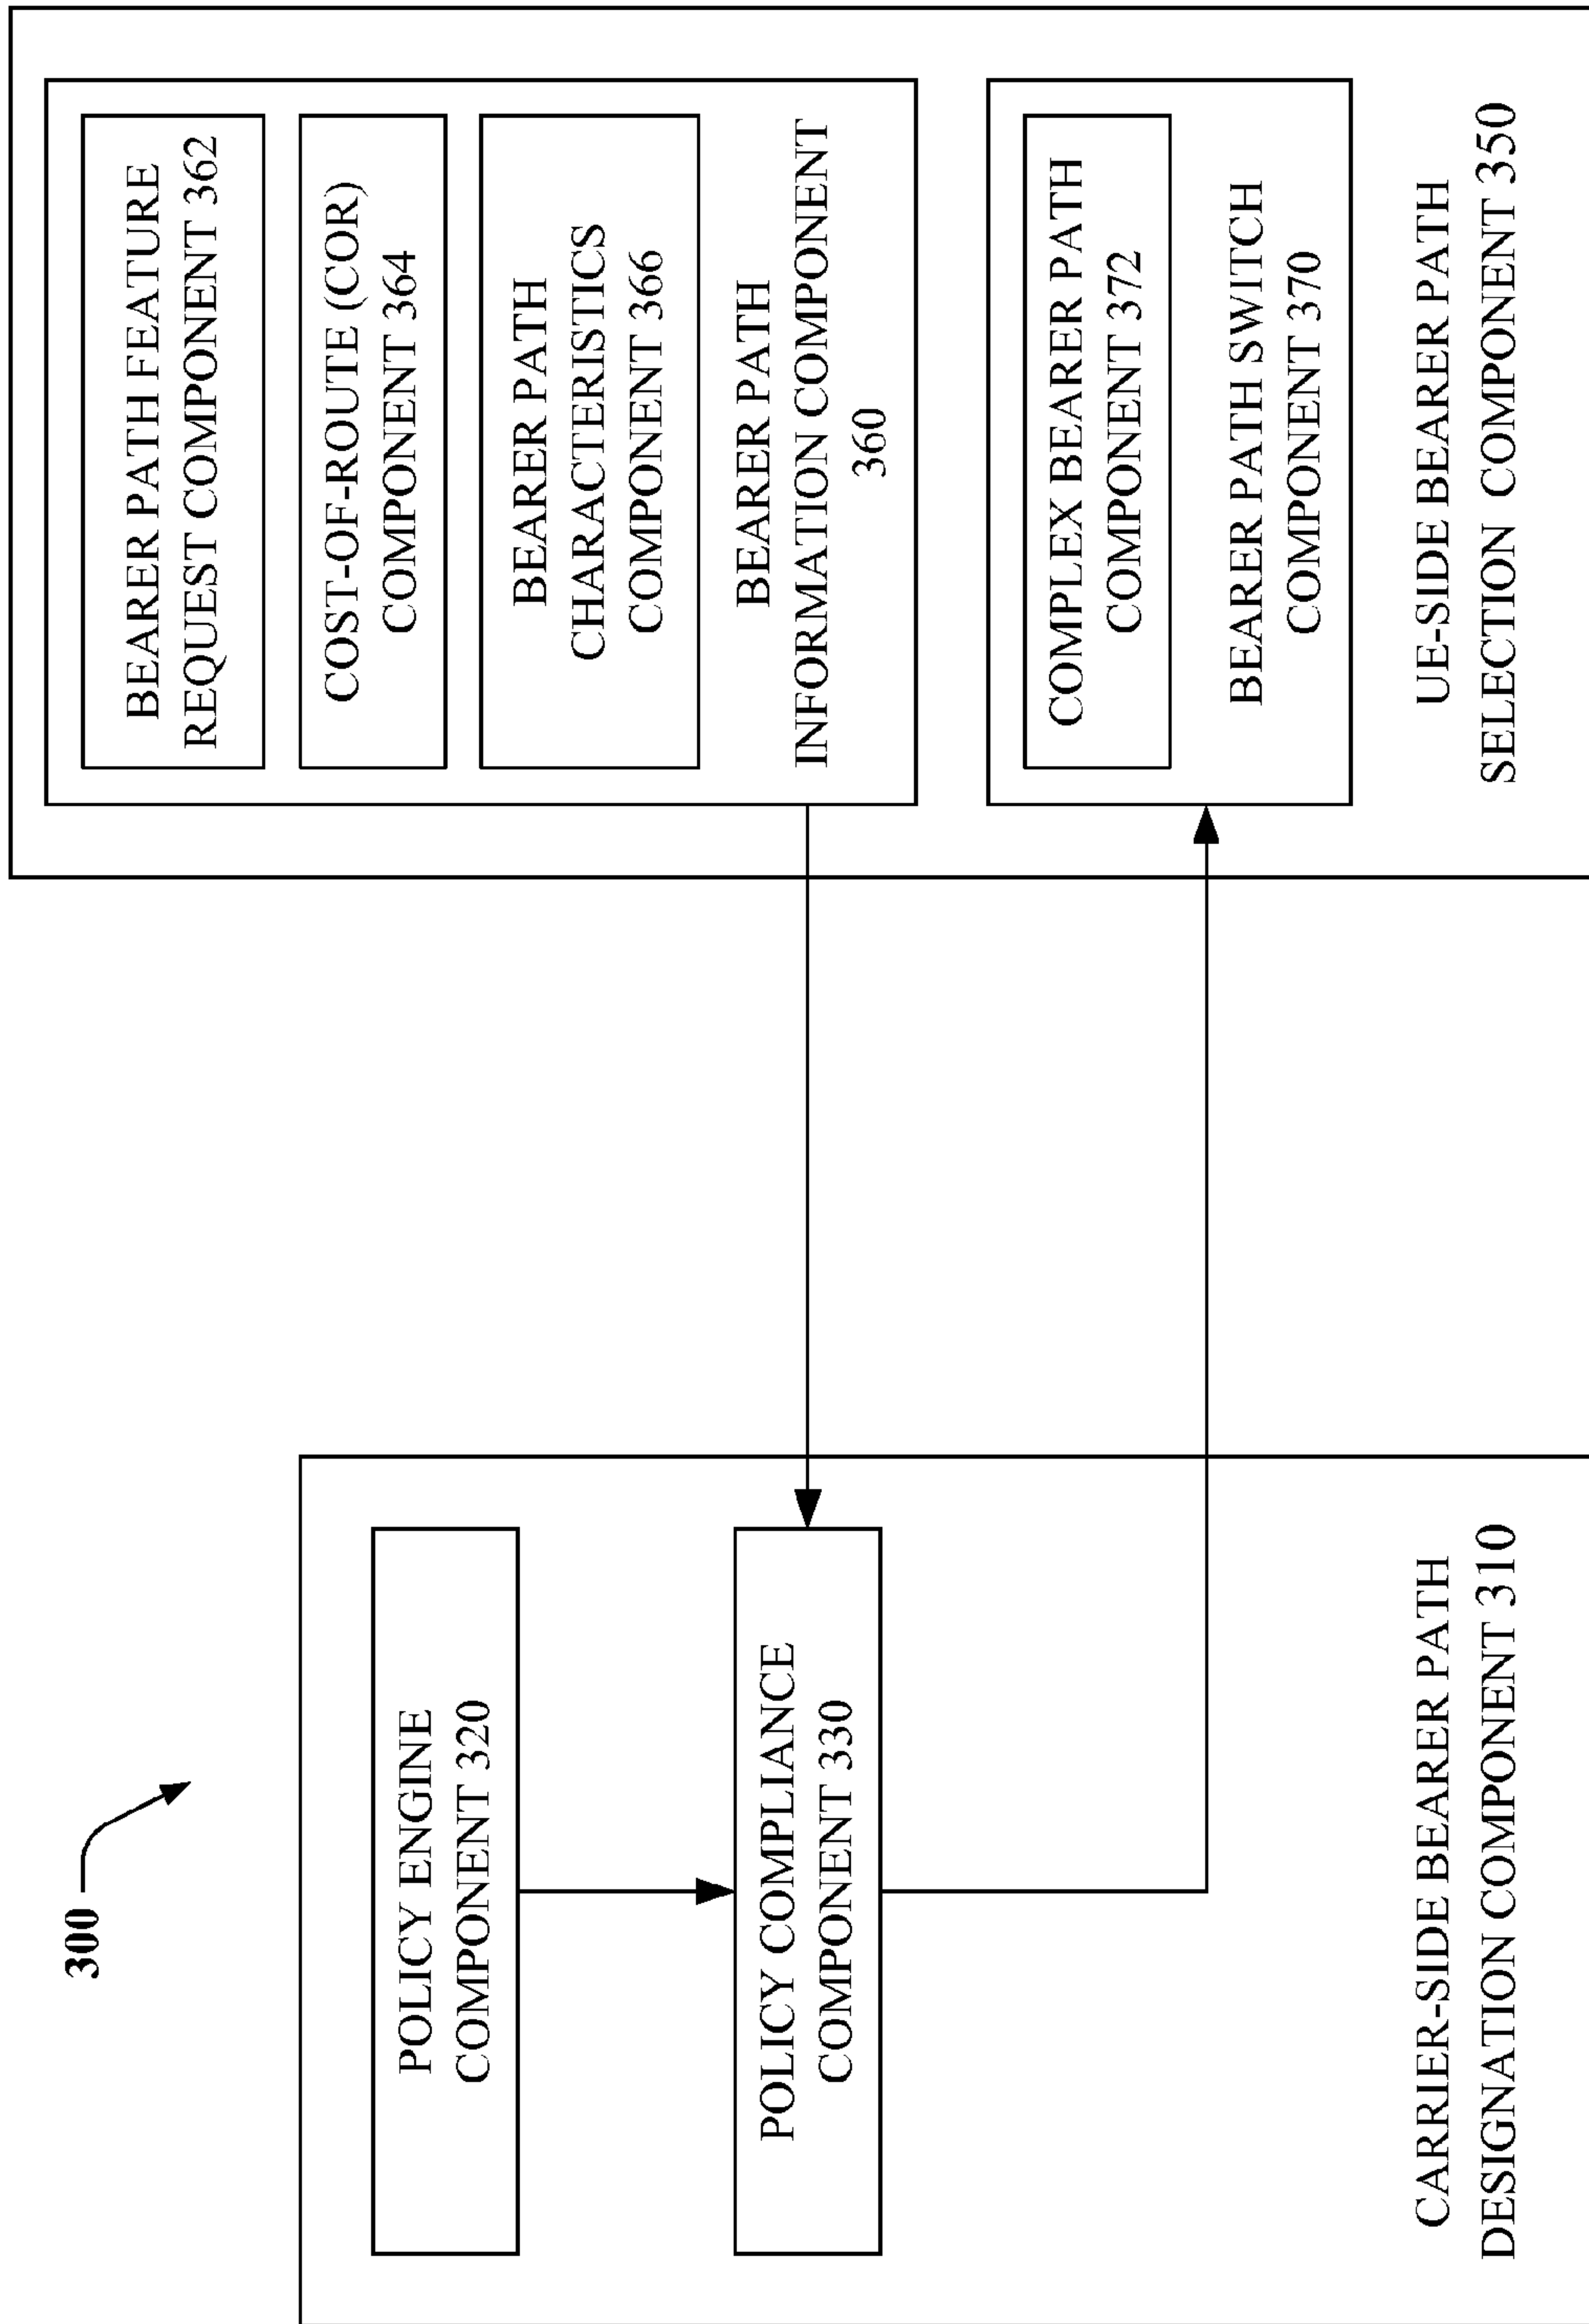 300
POLICY ENGINE
COMPONENT 320
POLICY COMPLIANCE
COMPONENT 330
CARRIER-SIDE BEARER PATH
DESIGNATION COMPONENT 310
BEARER PATH FEATURE
REQUEST COMPONENT 362
COST-OF-ROUTE (COR)
COMPONENT 364
BEARER PATH
CHARACTERISTICS
COMPONENT 366
BEARER PATH
INFORMATION COMPONENT
360
COMPLEX BEARER PATH
COMPONENT 372
BEARER PATH SWITCH
COMPONENT 370
UE-SIDE BEARER PATH
SELECTION COMPONENT 350